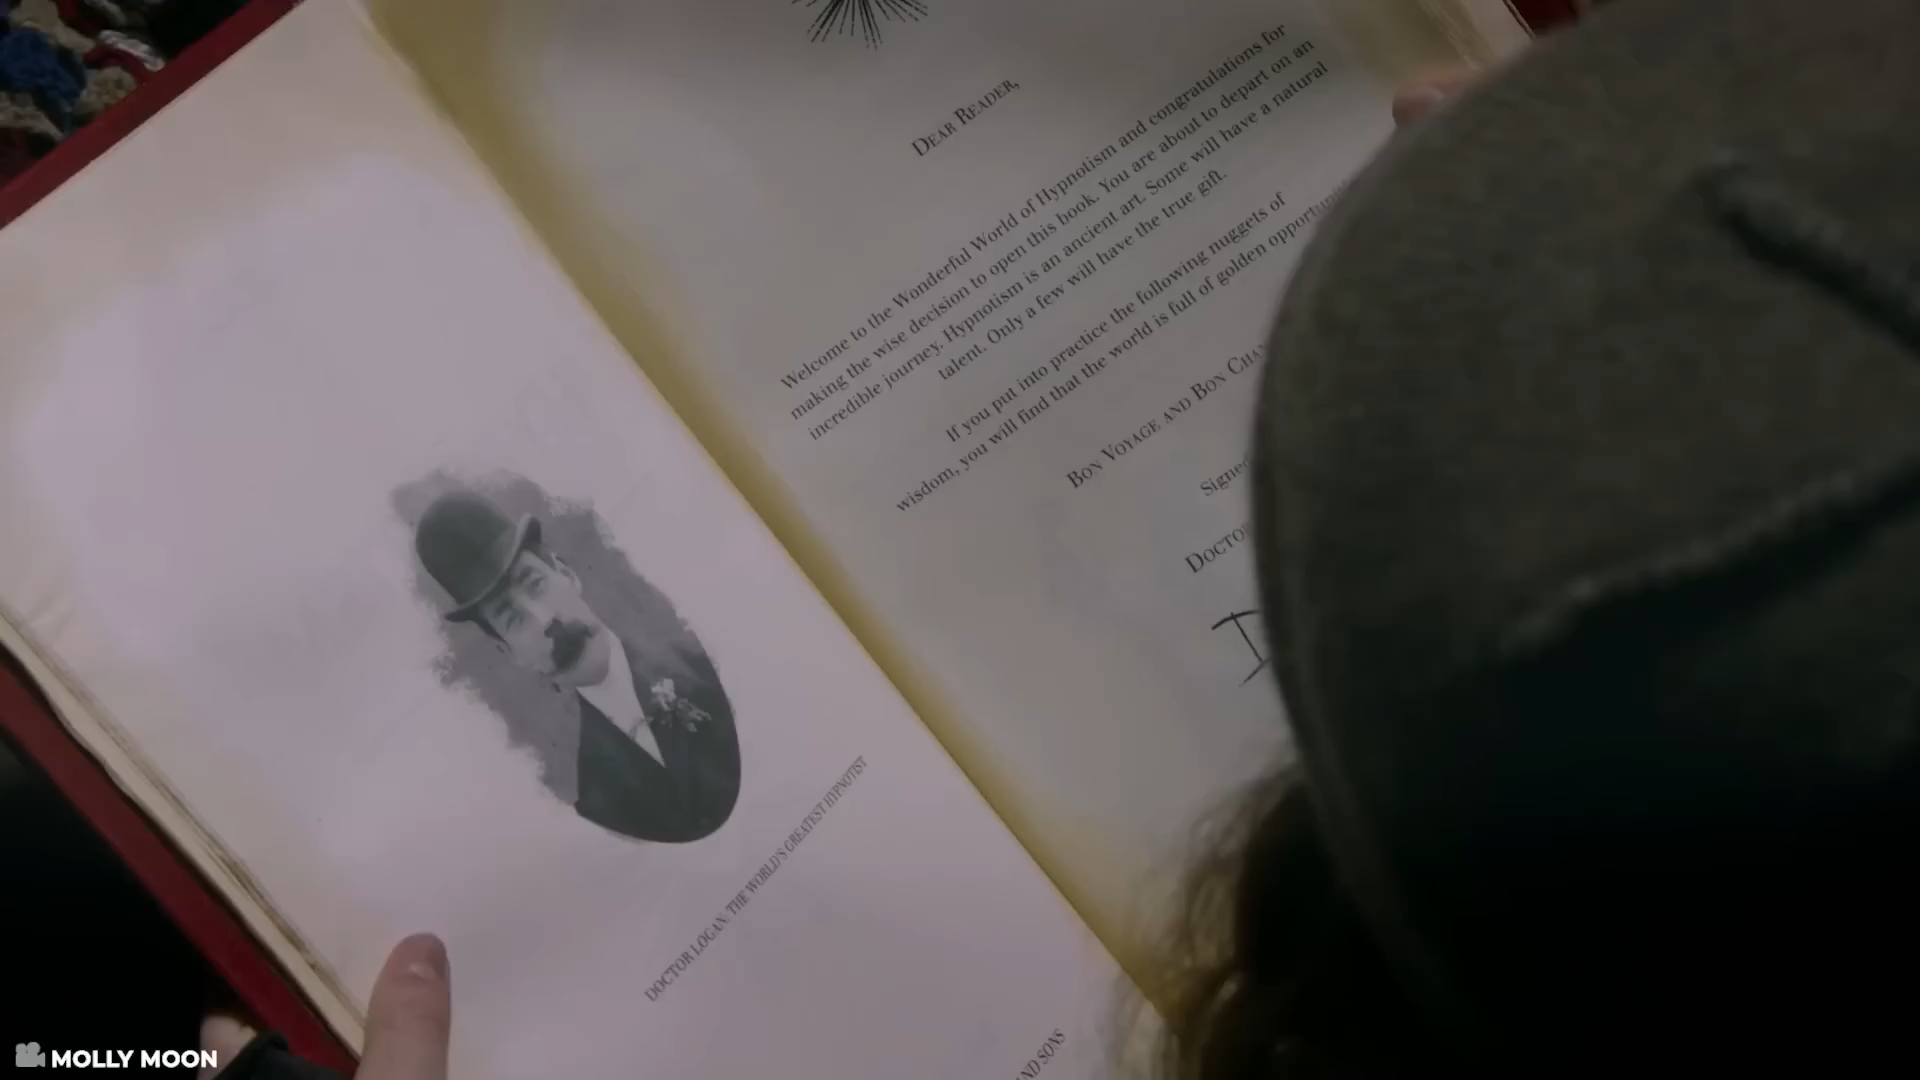 DOCTOR LOGAN, THE WORLD'S GREATEST HYPNOTIST
AND SONS
DEAR READER,
Welcome to the Wonderful World of Hypnotism and congratulations for
making the wise decision to open this book. You are about to depart on an
incredible journey. Hypnotism is an ancient art. Some will have a natural
talent. Only a few will have the true gift.
If you put into practice the following nuggets of
wisdom, you will find that the world is full of golden
BON VOYAGE AND BON
Signed
DOCTOR
MOLLY MOON